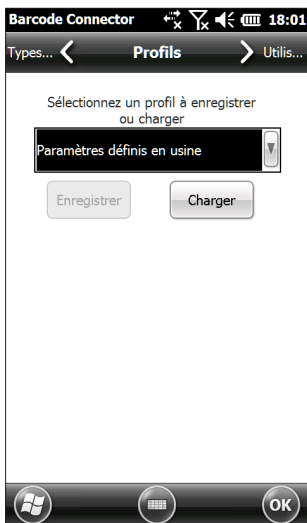 Barcode Connector 18:01
Types... Profils Utilis...
Sélectionnez un profil à enregistrer
ou charger
Paramètres définis en usine
Enregistrer Charger
OK